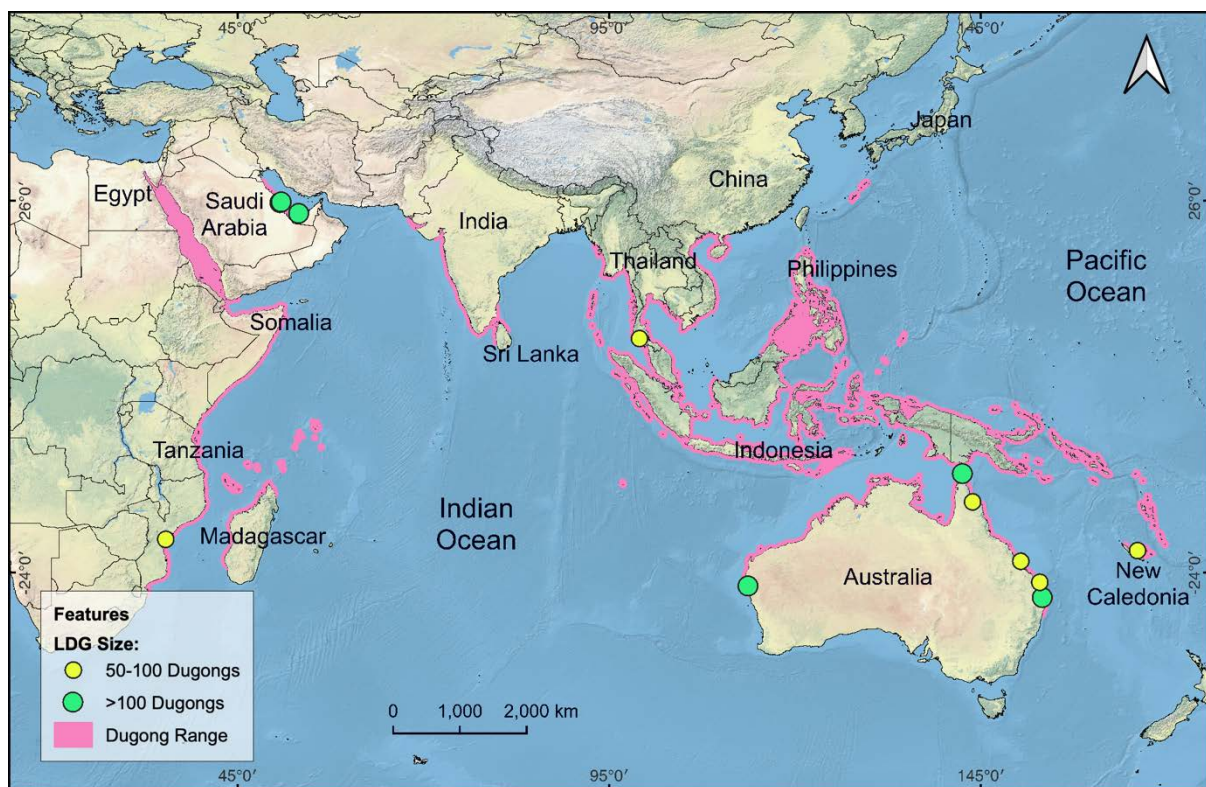 45°0′
95°0′
145°0′
26°0′
26°0′
Japan
China
Egypt
Saudi
Arabia
India
Thailand
Philippines
Pacific
Ocean
Somalia
Sri Lanka
Tanzania
Indonesia
Madagascar
Indian
Ocean
Australia
New
Caledonia
-24°0′
-24°0′
Features
LDG Size:
50-100 Dugongs
>100 Dugongs
Dugong Range
0 1,000 2,000 km
45°0′
95°0′
145°0′